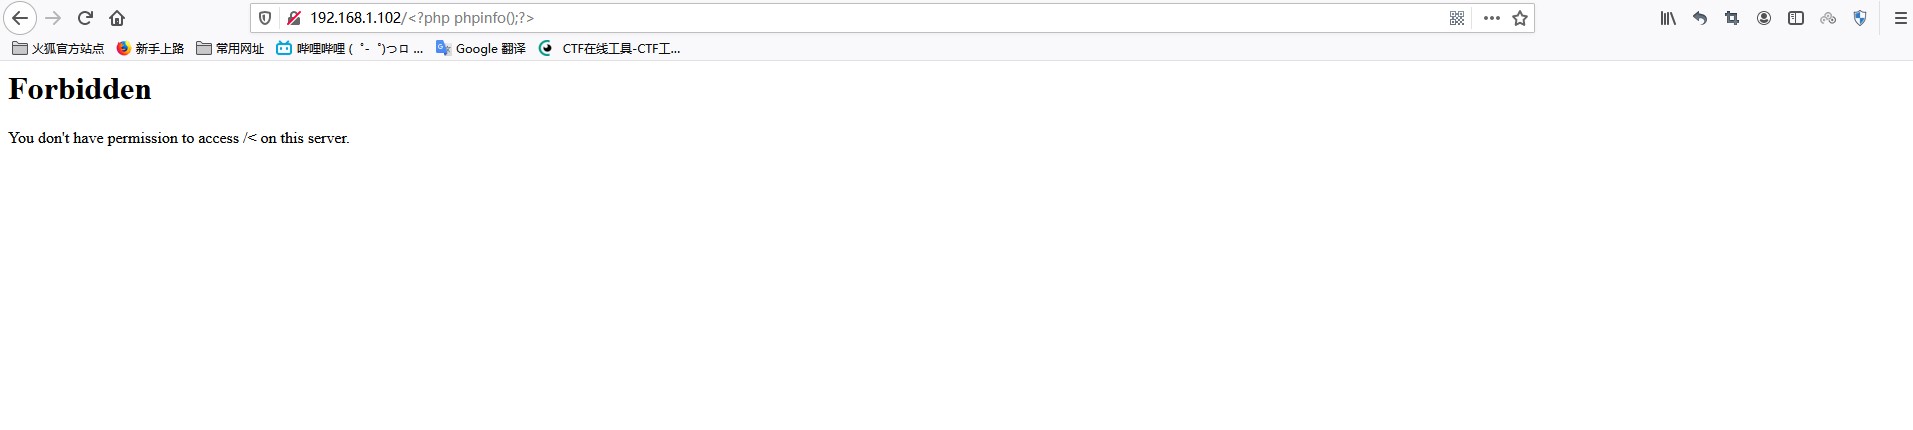 192.168.1.102/<?php phpinfo();?>
火狐官方站点 新手上路 常用网址 哔哩哔哩 ( ゜- ゜)つロ ... Google 翻译 CTF在线工具-CTF工...
Forbidden
You don't have permission to access /< on this server.